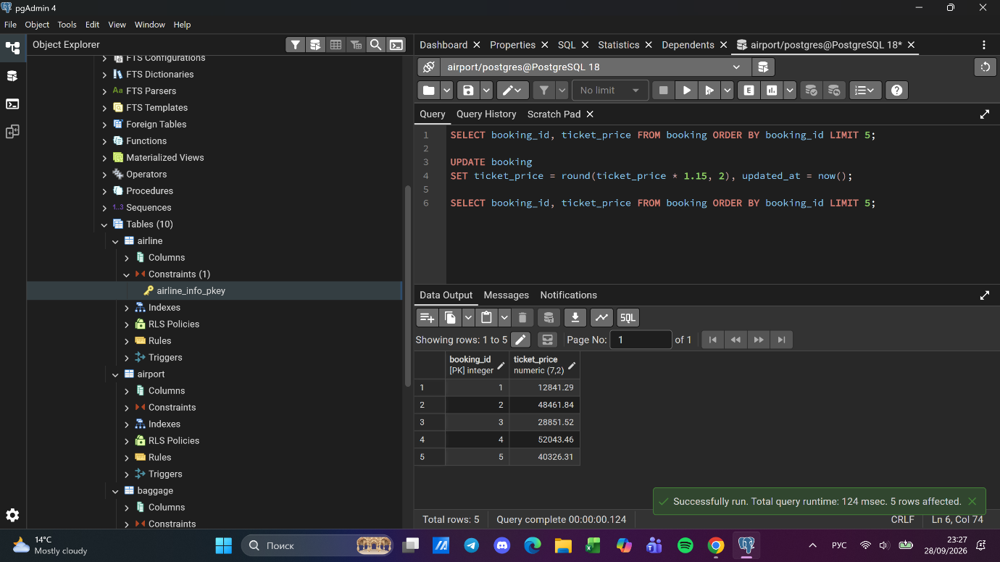 pgAdmin 4
File Object Tools Edit View Window Help
Object Explorer
FTS Configurations
FTS Dictionaries
Aa FTS Parsers
FTS Templates
Foreign Tables
Functions
Materialized Views
Operators
Procedures
1..3 Sequences
Tables (10)
airline
Columns
Constraints (1)
airline_info_pkey
Indexes
RLS Policies
Rules
Triggers
airport
Columns
Constraints
Indexes
RLS Policies
Rules
Triggers
baggage
Columns
Constraints
Dashboard Properties SQL Statistics Dependents airport/postgres@PostgreSQL 18*
airport/postgres@PostgreSQL 18
No limit E
Query Query History Scratch Pad
1 SELECT booking_id, ticket_price FROM booking ORDER BY booking_id LIMIT 5;
2
3 UPDATE booking
4 SET ticket_price = round(ticket_price * 1.15, 2), updated_at = now();
5
6 SELECT booking_id, ticket_price FROM booking ORDER BY booking_id LIMIT 5;
Data Output Messages Notifications
SQL
Showing rows: 1 to 5 Page No: 1 of 1
booking_id ticket_price
[PK] integer numeric (7,2)
1 1 12841.29
2 2 48461.84
3 3 28851.52
4 4 52043.46
5 5 40326.31
Successfully run. Total query runtime: 124 msec. 5 rows affected.
Total rows: 5 Query complete 00:00:00.124 CRLF Ln 6, Col 74
14°C
Mostly cloudy
Поиск
РУС
23:27
28/09/2026